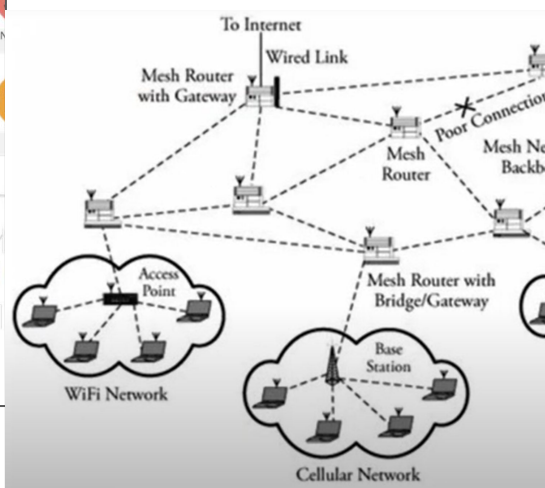 To Internet
Wired Link
Mesh Router
with Gateway
Poor Connection
Mesh
Router
Mesh
Access
Point
Mesh Router with
Bridge/Gateway
WiFi Network
Base
Station
Cellular Network